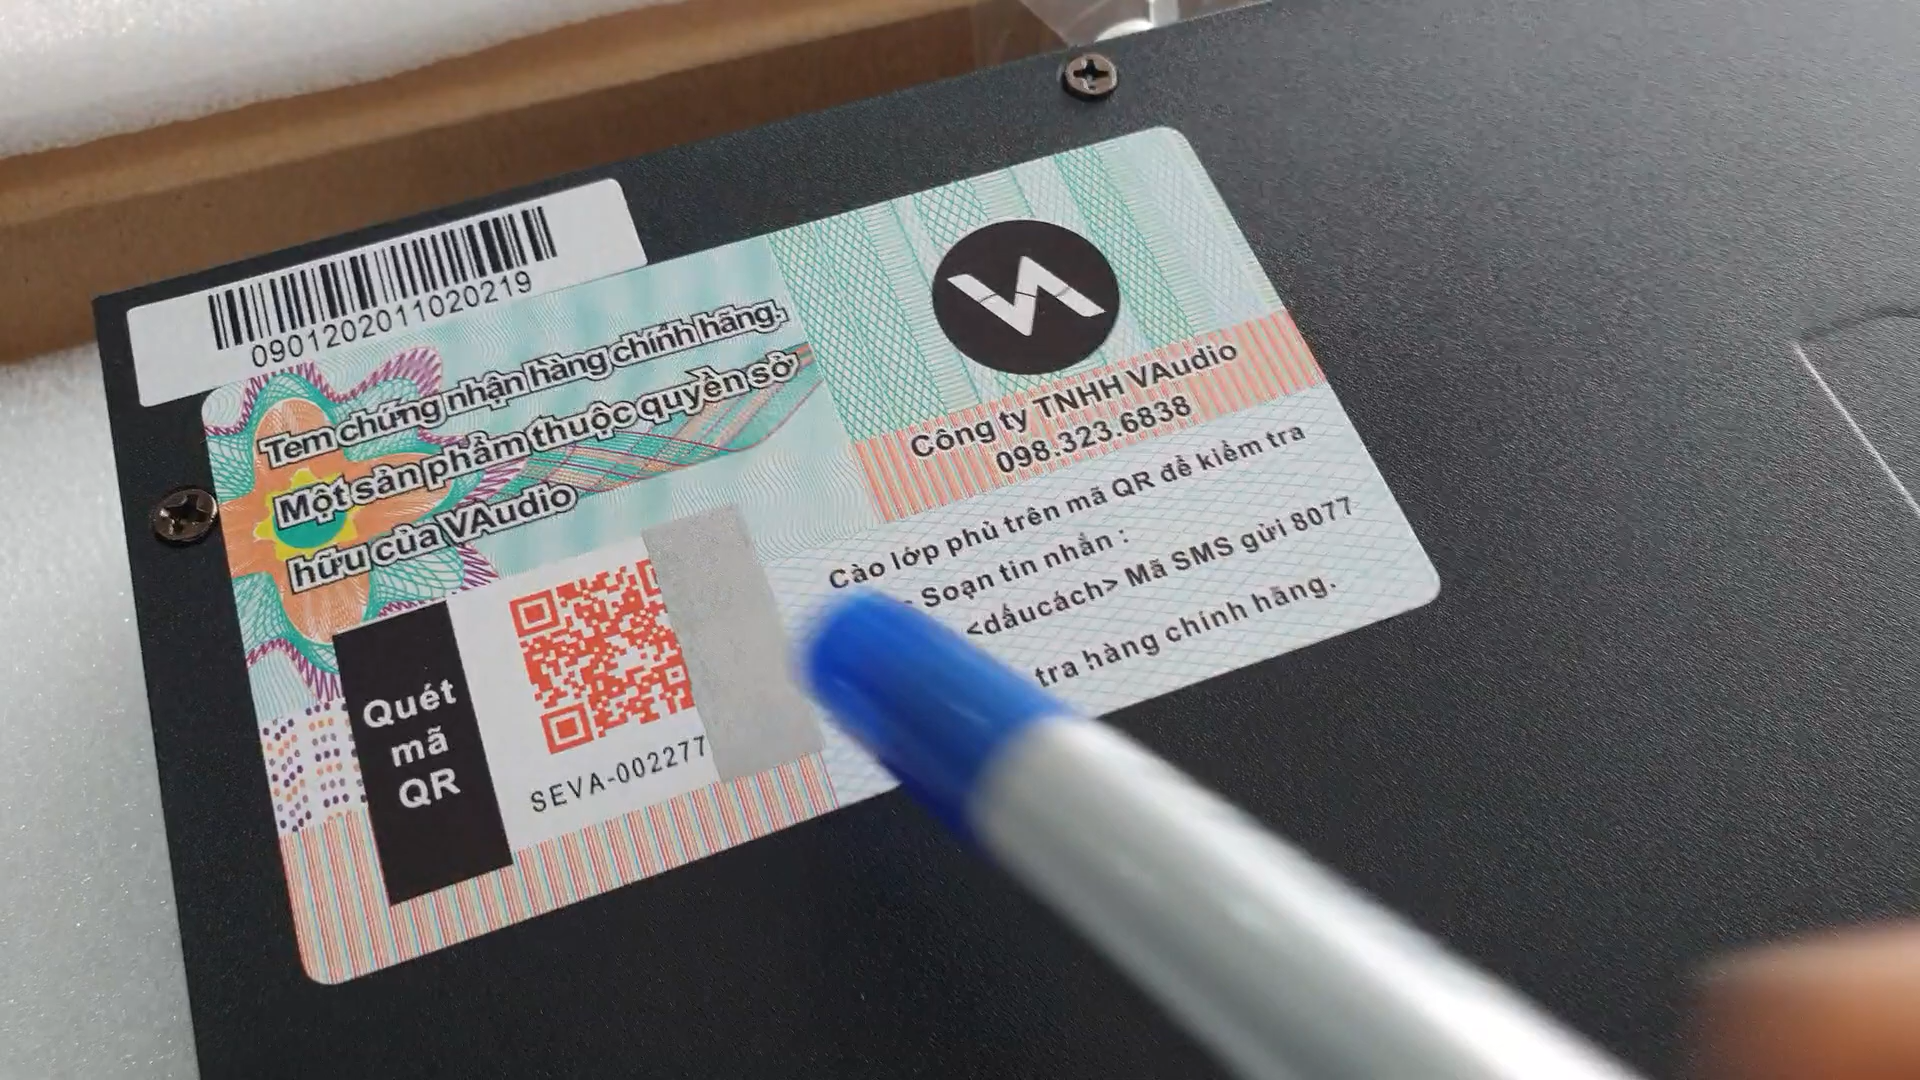 0901202011020219
Tem chứng nhận hàng chính hãng.
Một sản phẩm thuộc quyền sở
hữu của VAudio
Quét
mã
QR
SEVA-002277
VA
Công ty TNHH VAudio
098.323.6838
Cào lớp phủ trên mã QR để kiểm tra
Soạn tin nhắn :
<dấucách> Mã SMS gửi 8077
tra hàng chính hãng.